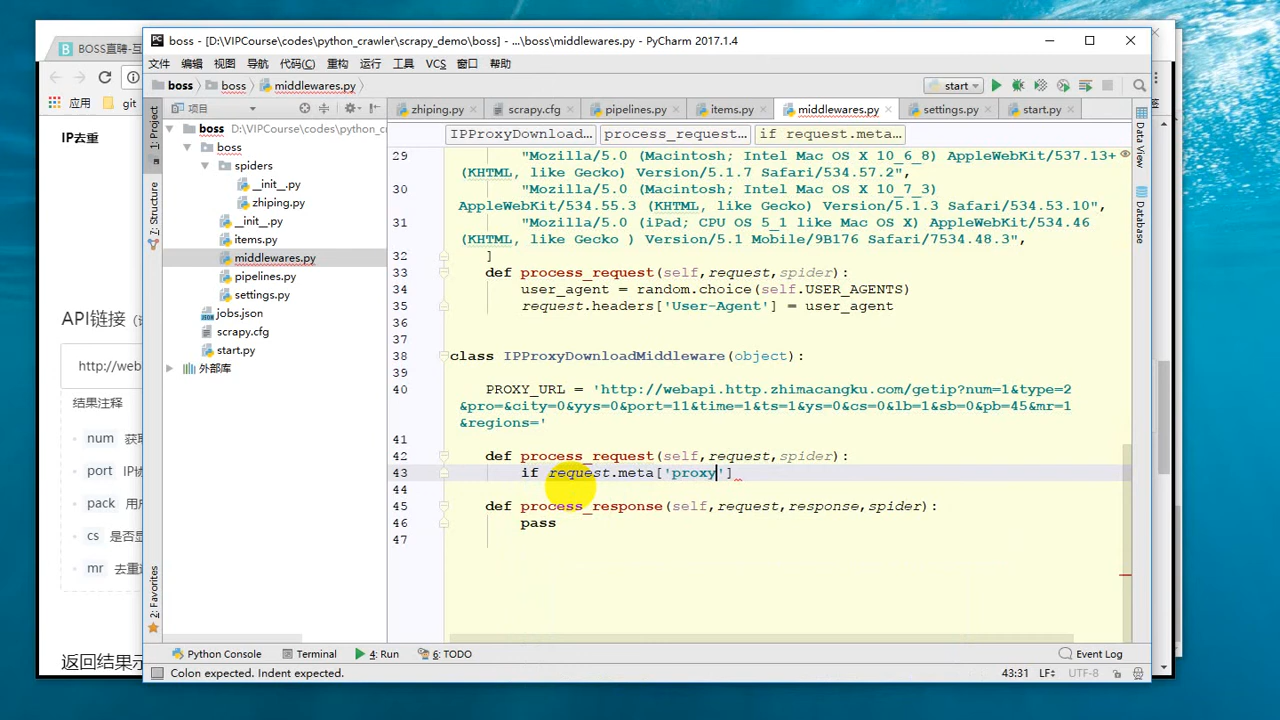 BOSS直聘-互
boss - [D:\VIPCourse\codes\python_crawler\scrapy_demo\boss] - ...\boss\middlewares.py - PyCharm 2017.1.4
文件 编辑 视图 导航 代码(C) 重构 运行 工具 VCS 窗口 帮助
boss boss middlewares.py start
应用 git
项目
zhiping.py scrapy.cfg pipelines.py items.py middlewares.py settings.py start.py
IPProxyDownload... process_request... if request.meta...
IP去重
1: Project
7: Structure
2: Favorites
Data View
Database
boss D:\VIPCourse\codes\python_c
boss
spiders
__init__.py
zhiping.py
__init__.py
items.py
middlewares.py
pipelines.py
settings.py
jobs.json
scrapy.cfg
start.py
外部库
API链接
http://web
结果注释
num 获
port IP协
pack 用
cs 是否
mr 去重
返回结果示
29 "Mozilla/5.0 (Macintosh; Intel Mac OS X 10_6_8) AppleWebKit/537.13+
(KHTML, like Gecko) Version/5.1.7 Safari/534.57.2",
30 "Mozilla/5.0 (Macintosh; Intel Mac OS X 10_7_3)
AppleWebKit/534.55.3 (KHTML, like Gecko) Version/5.1.3 Safari/534.53.10",
31 "Mozilla/5.0 (iPad; CPU OS 5_1 like Mac OS X) AppleWebKit/534.46
(KHTML, like Gecko ) Version/5.1 Mobile/9B176 Safari/7534.48.3",
32 ]
33 def process_request(self,request,spider):
34 user_agent = random.choice(self.USER_AGENTS)
35 request.headers['User-Agent'] = user_agent
36
37
38 class IPProxyDownloadMiddleware(object):
39
40 PROXY_URL = 'http://webapi.http.zhimacangku.com/getip?num=1&type=2
&pro=&city=0&yys=0&port=11&time=1&ts=1&ys=0&cs=0&lb=1&sb=0&pb=45&mr=1
&regions='
41
42 def process_request(self,request,spider):
43 if request.meta['proxy']
44
45 def process_response(self,request,response,spider):
46 pass
47
Python Console Terminal 4: Run 6: TODO Event Log
Colon expected. Indent expected. 43:31 LF UTF-8